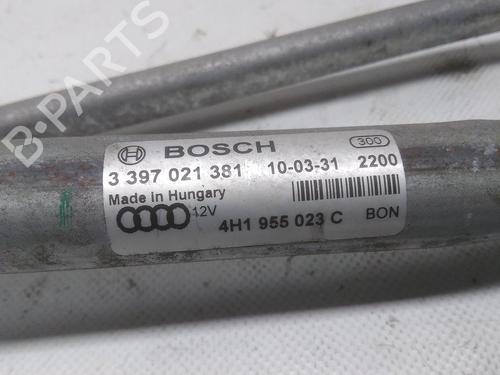 B-PARTS
BOSCH
300
3 397 021 381 10-03-31 2200
Made in Hungary
12V
4H1 955 023 C BON